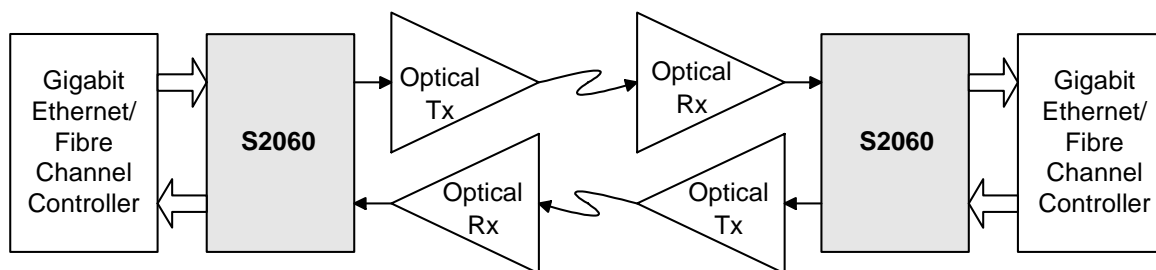 Gigabit
Ethernet/
Fibre
Channel
Controller
S2060
Optical
Tx
Optical
Rx
Optical
Rx
Optical
Tx
S2060
Gigabit
Ethernet/
Fibre
Channel
Controller